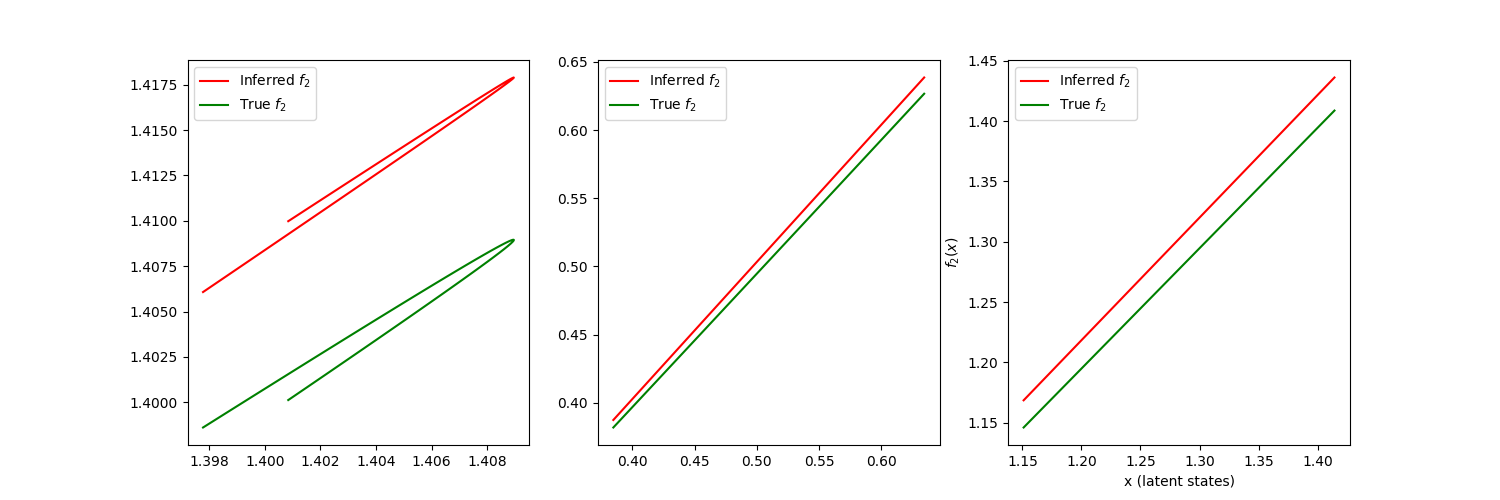 Inferred f₂
True f₂
1.4175
1.4150
1.4125
1.4100
1.4075
1.4050
1.4025
1.4000
1.398 1.400 1.402 1.404 1.406 1.408
Inferred f₂
True f₂
0.65
0.60
0.55
0.50
0.45
0.40
0.40 0.45 0.50 0.55 0.60
Inferred f₂
True f₂
f₂(x)
1.45
1.40
1.35
1.30
1.25
1.20
1.15
1.15 1.20 1.25 1.30 1.35 1.40
x (latent states)